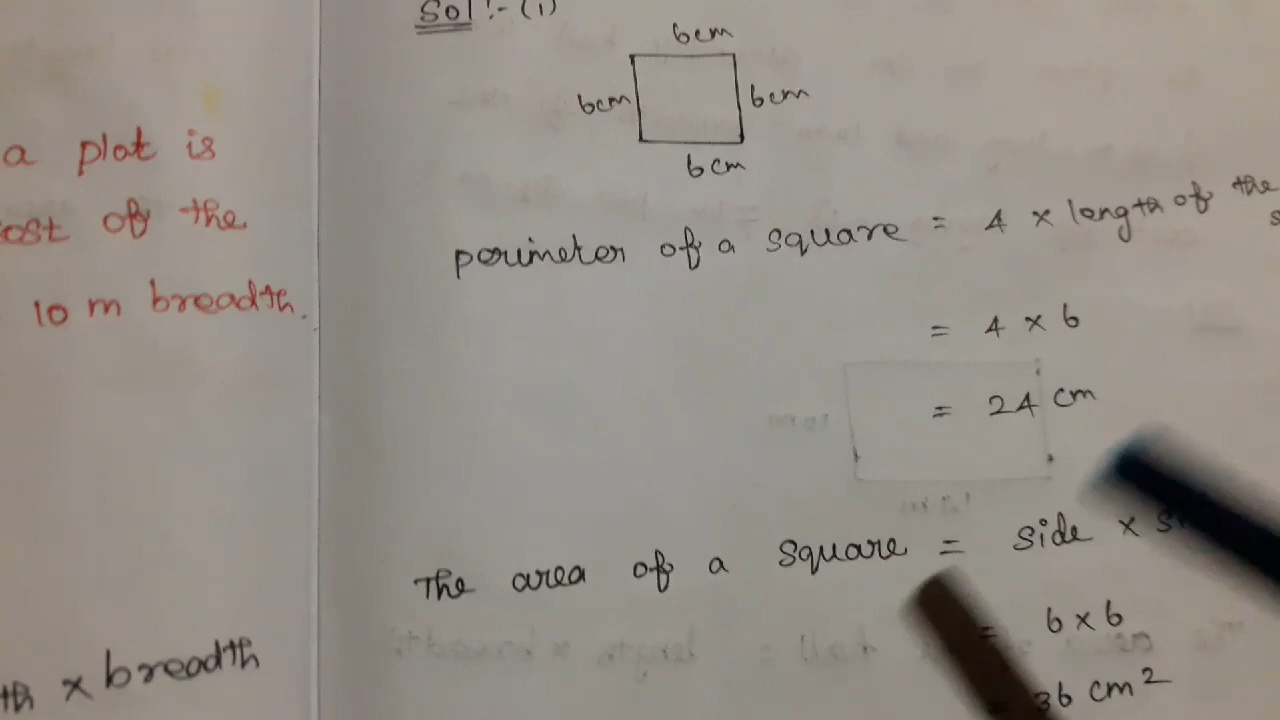 a plot is
ost of the
10 m breadth.
th x breadth
Sol :- (1)
6cm
6cm
6cm
6cm
perimeter of a square = 4 x length of the
s
= 4 x 6
= 24 cm
The area of a square = side x
= 6 x 6
36 cm²